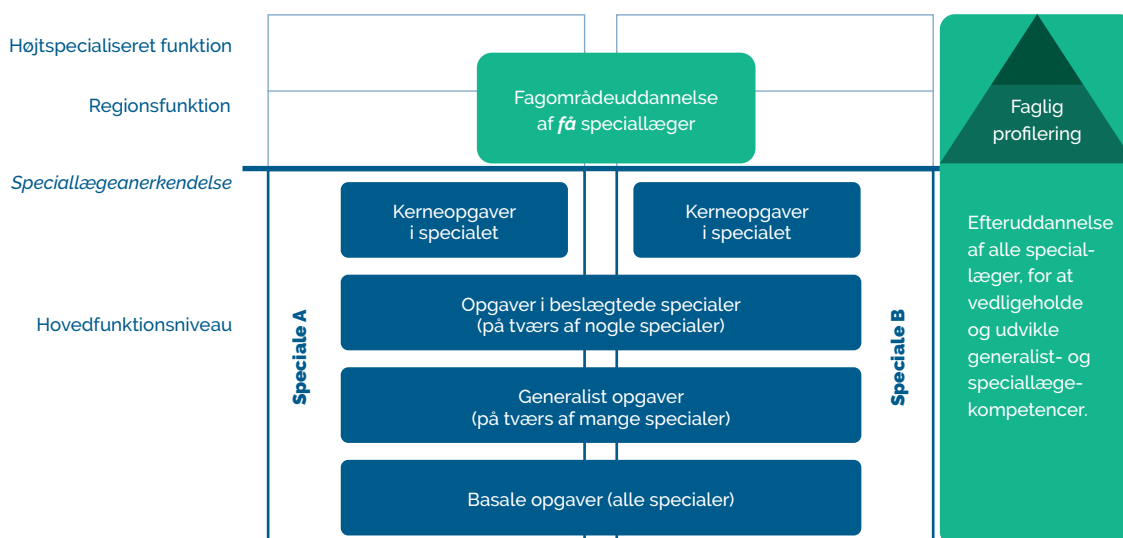 Højtspecialiseret funktion
Regionsfunktion
Fagområdeuddannelse
af få speciallæger
Faglig
profilering
Speciallægeanerkendelse
Kerneopgaver
i specialet
Kerneopgaver
i specialet
Hovedfunktionsniveau
Speciale A
Opgaver i beslægtede specialer
(på tværs af nogle specialer)
Generalist opgaver
(på tværs af mange specialer)
Basale opgaver (alle specialer)
Speciale B
Efteruddannelse
af alle special-
læger, for at
vedligeholde
og udvikle
generalist- og
speciallæge-
kompetencer.